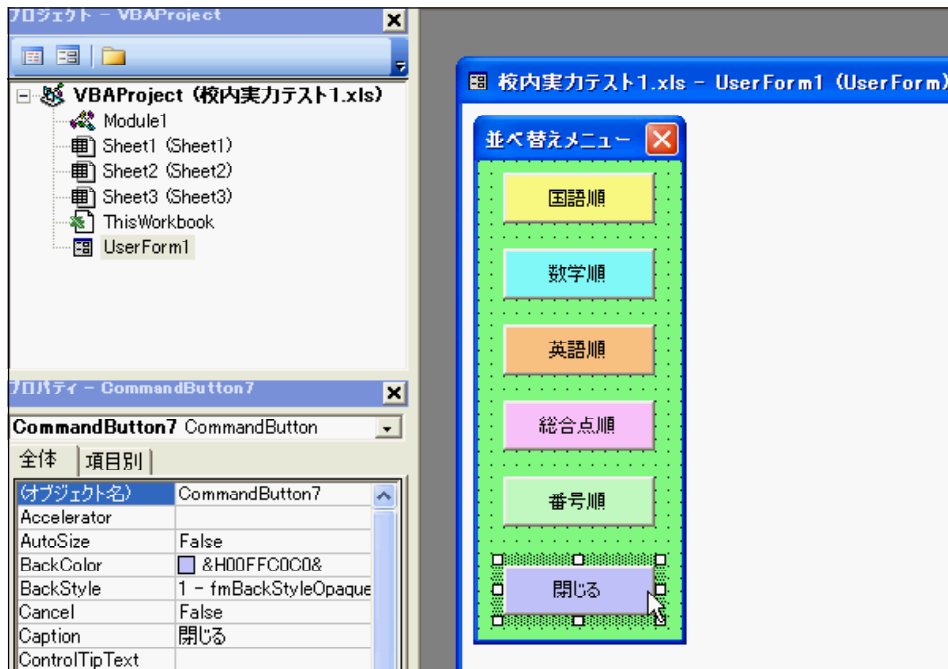 プロジェクト - VBAProject
VBAProject (校内実力テスト1.xls)
Module1
Sheet1 (Sheet1)
Sheet2 (Sheet2)
Sheet3 (Sheet3)
ThisWorkbook
UserForm1
プロパティ - CommandButton7
CommandButton7 CommandButton
全体 項目別
(オブジェクト名) CommandButton7
Accelerator
AutoSize False
BackColor &H00FFC0C0&
BackStyle 1 - fmBackStyleOpaque
Cancel False
Caption 閉じる
ControlTipText
校内実力テスト1.xls - UserForm1 (UserForm)
並べ替えメニュー
国語順
数学順
英語順
総合点順
番号順
閉じる